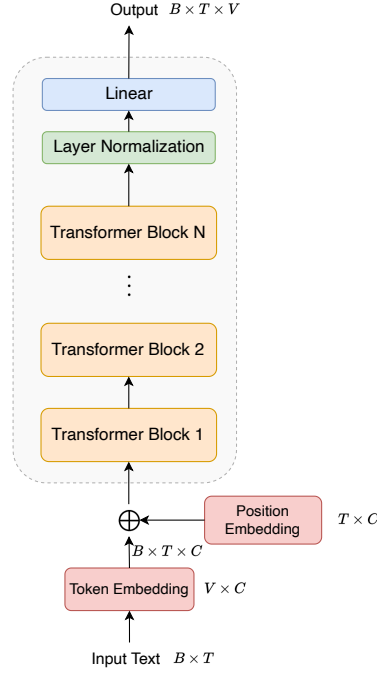 Output B × T × V
Linear
Layer Normalization
Transformer Block N
⋮
Transformer Block 2
Transformer Block 1
Position
Embedding
T × C
B × T × C
Token Embedding V × C
Input Text B × T